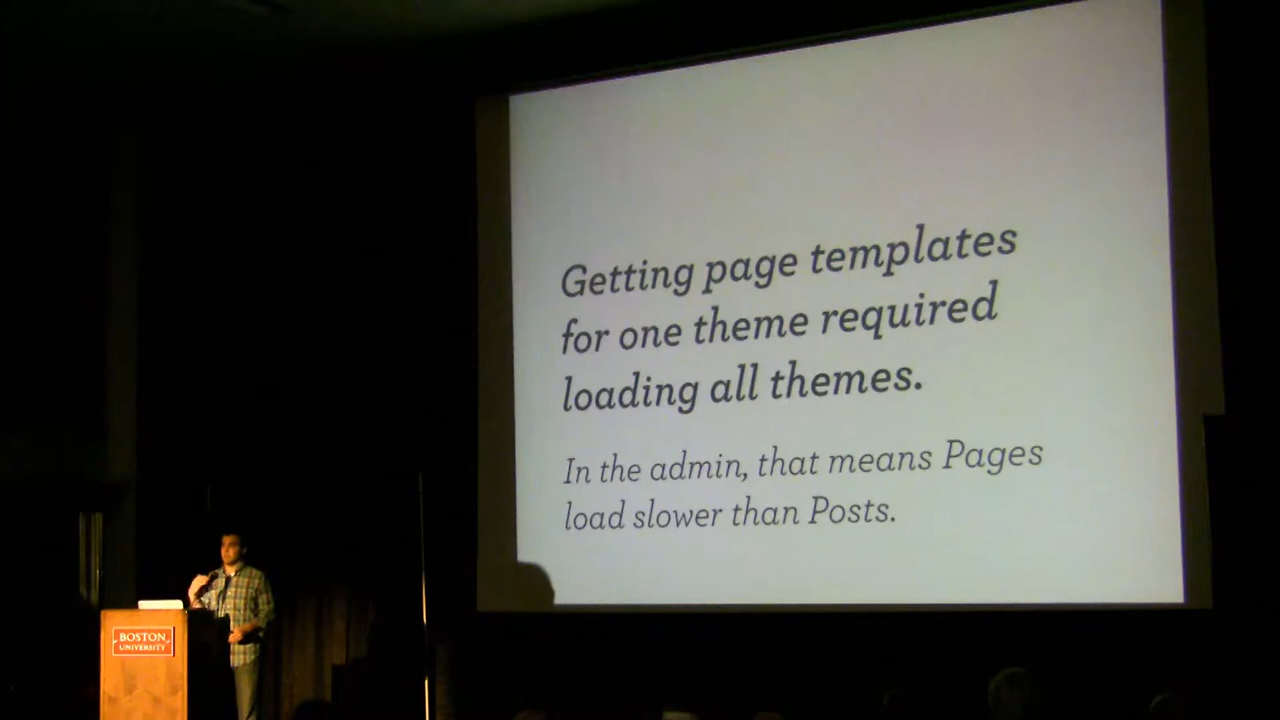 Getting page templates
for one theme required
loading all themes.
In the admin, that means Pages
load slower than Posts.
BOSTON
UNIVERSITY